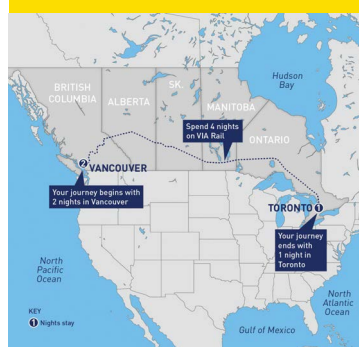 Hudson
Bay
BRITISH
COLUMBIA
ALBERTA
SK.
MANITOBA
ONTARIO
Spend 4 nights
on VIA Rail
2
VANCOUVER
Your journey begins with
2 nights in Vancouver
TORONTO
1
Your journey
ends with
1 night in
Toronto
North
Pacific
Ocean
North
Atlantic
Ocean
KEY
1 Nights stay
Gulf of Mexico